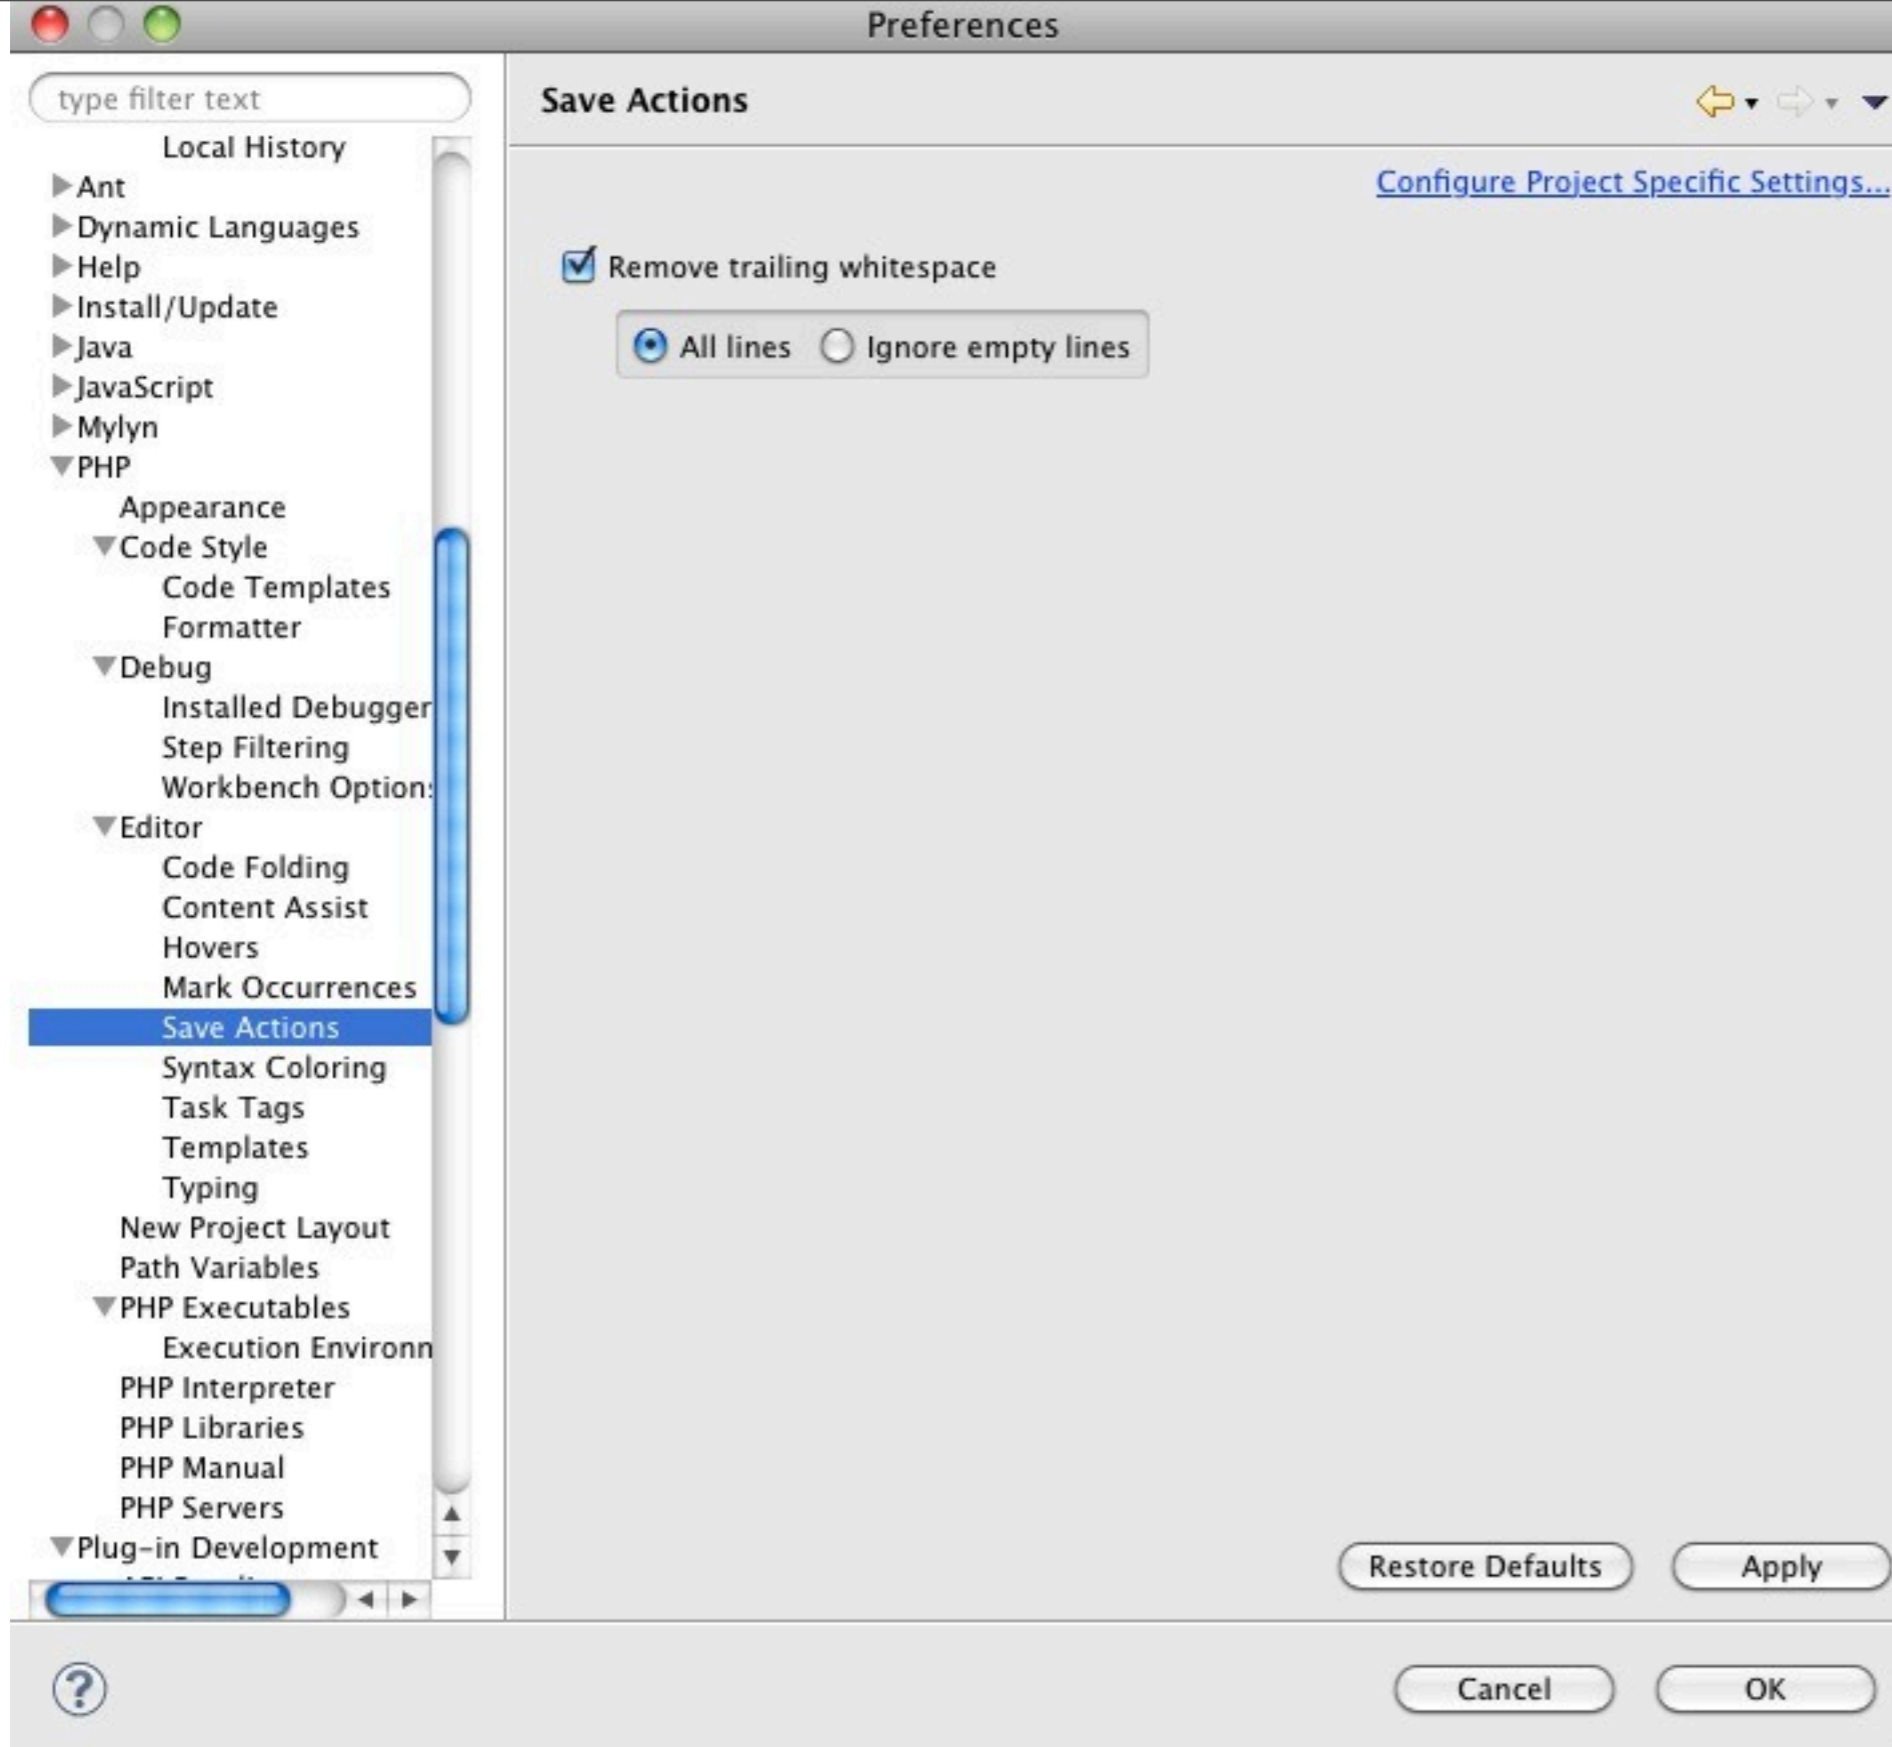 Preferences
type filter text
Local History
Ant
Dynamic Languages
Help
Install/Update
Java
JavaScript
Mylyn
PHP
Appearance
Code Style
Code Templates
Formatter
Debug
Installed Debugger
Step Filtering
Workbench Options
Editor
Code Folding
Content Assist
Hovers
Mark Occurrences
Save Actions
Syntax Coloring
Task Tags
Templates
Typing
New Project Layout
Path Variables
PHP Executables
Execution Environn
PHP Interpreter
PHP Libraries
PHP Manual
PHP Servers
Plug-in Development
Save Actions
Configure Project Specific Settings...
Remove trailing whitespace
All lines Ignore empty lines
Restore Defaults Apply
? Cancel OK